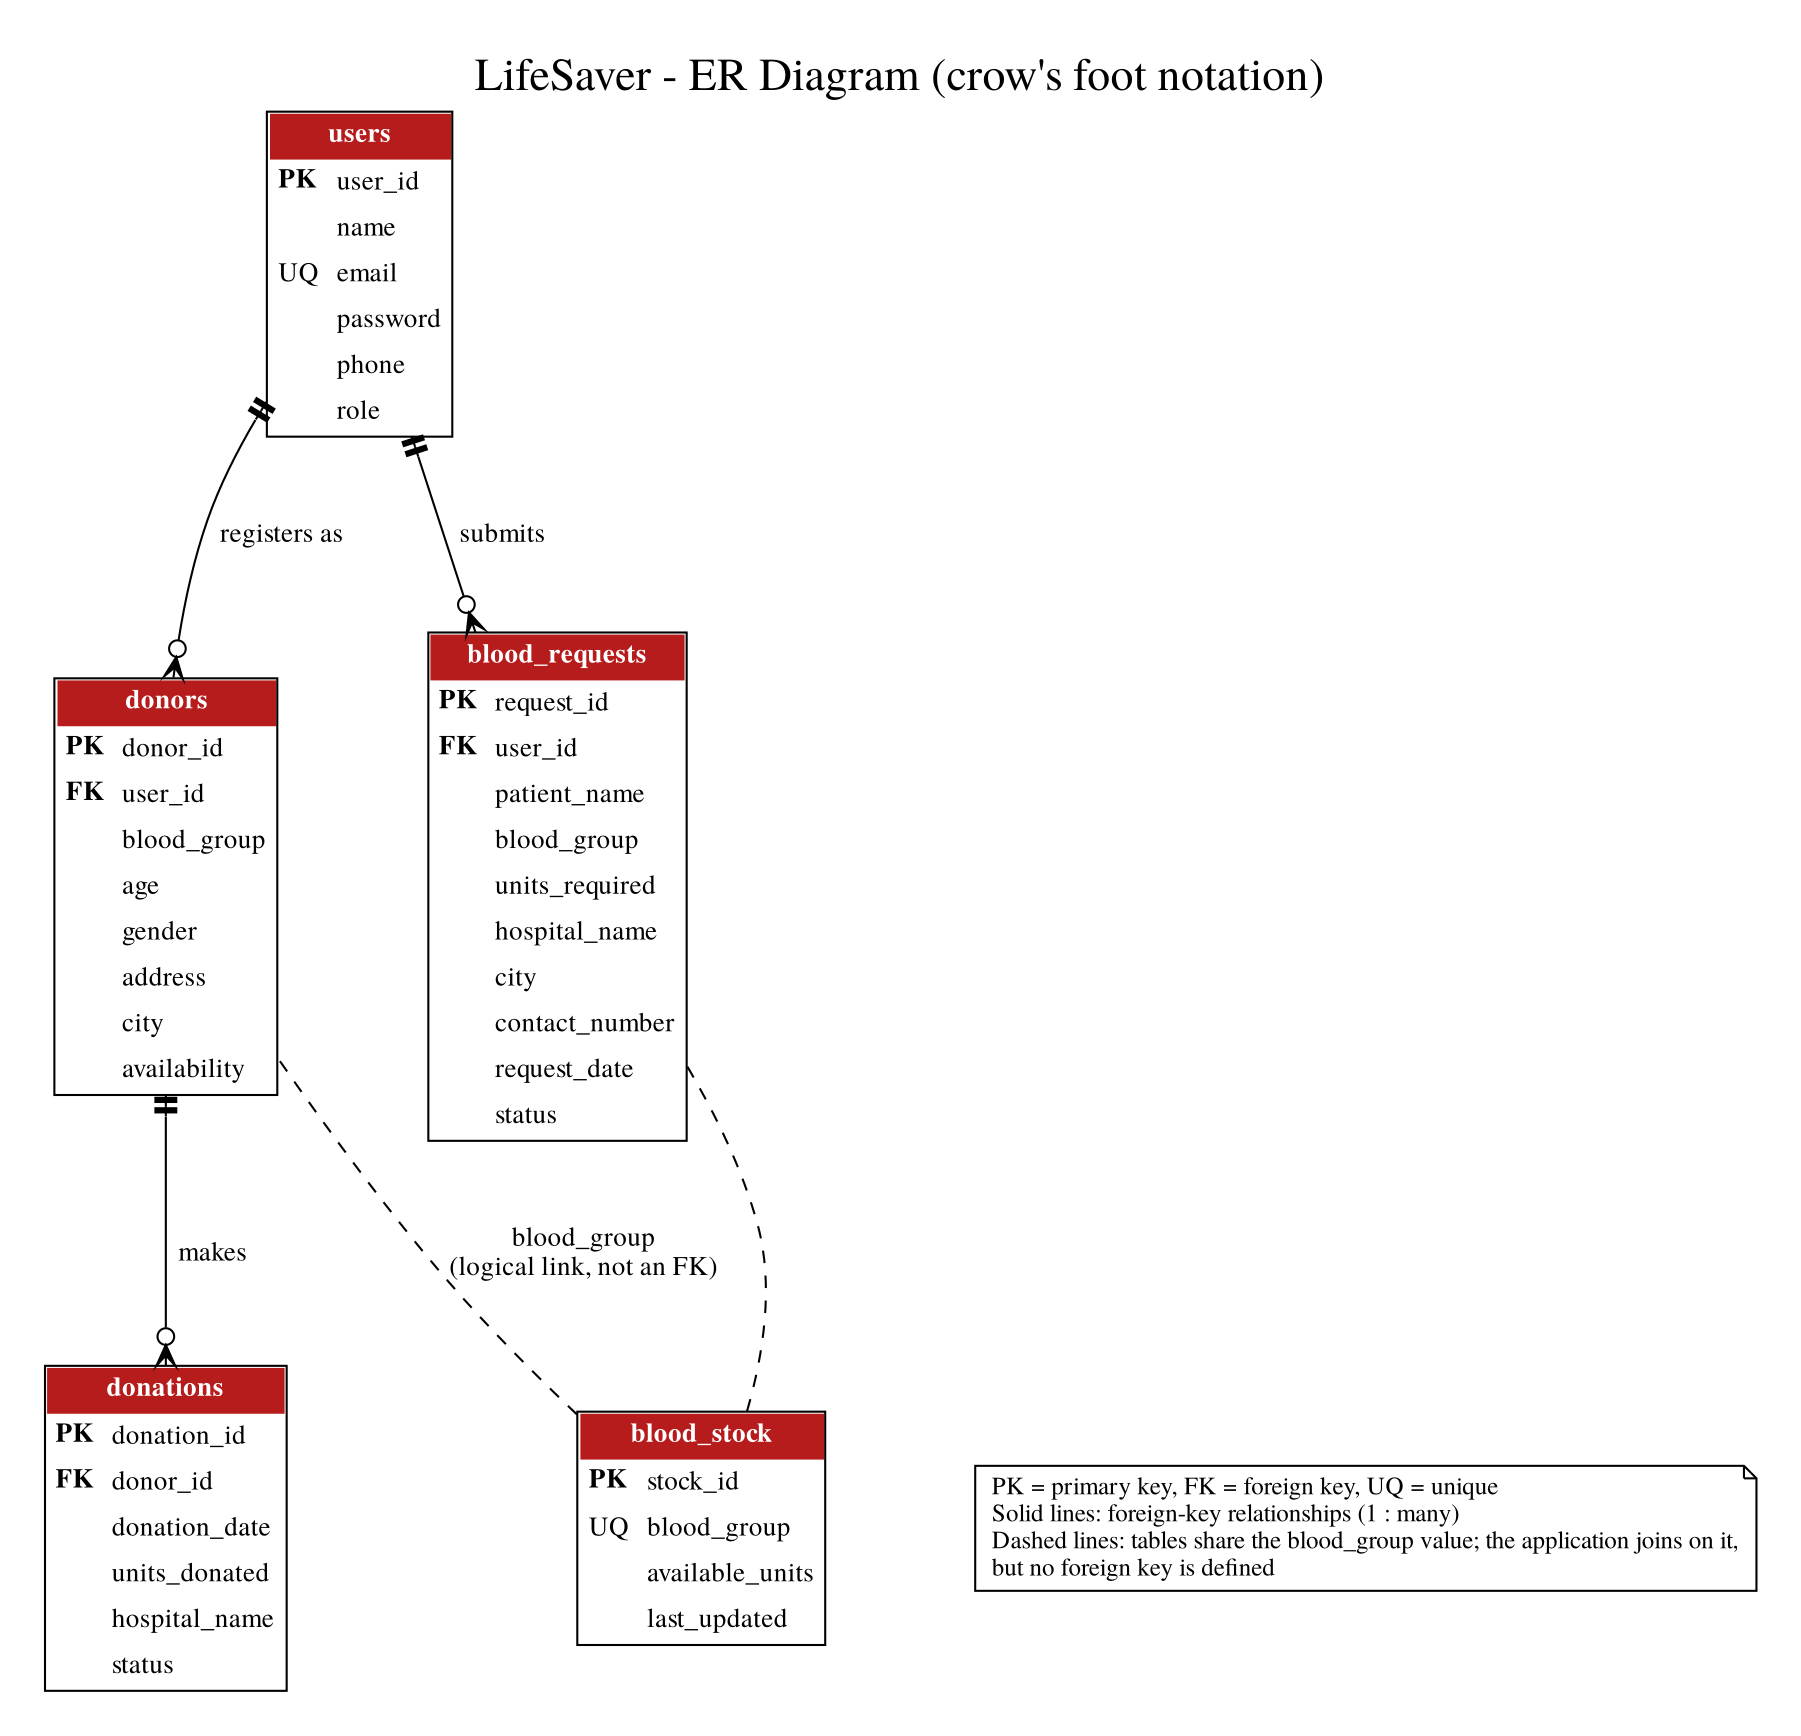 LifeSaver - ER Diagram (crow's foot notation)
users
PK user_id
name
UQ email
password
phone
role
registers as
submits
donors
PK donor_id
FK user_id
blood_group
age
gender
address
city
availability
blood_requests
PK request_id
FK user_id
patient_name
blood_group
units_required
hospital_name
city
contact_number
request_date
status
makes
blood_group
(logical link, not an FK)
donations
PK donation_id
FK donor_id
donation_date
units_donated
hospital_name
status
blood_stock
PK stock_id
UQ blood_group
available_units
last_updated
PK = primary key, FK = foreign key, UQ = unique
Solid lines: foreign-key relationships (1 : many)
Dashed lines: tables share the blood_group value; the application joins on it,
but no foreign key is defined